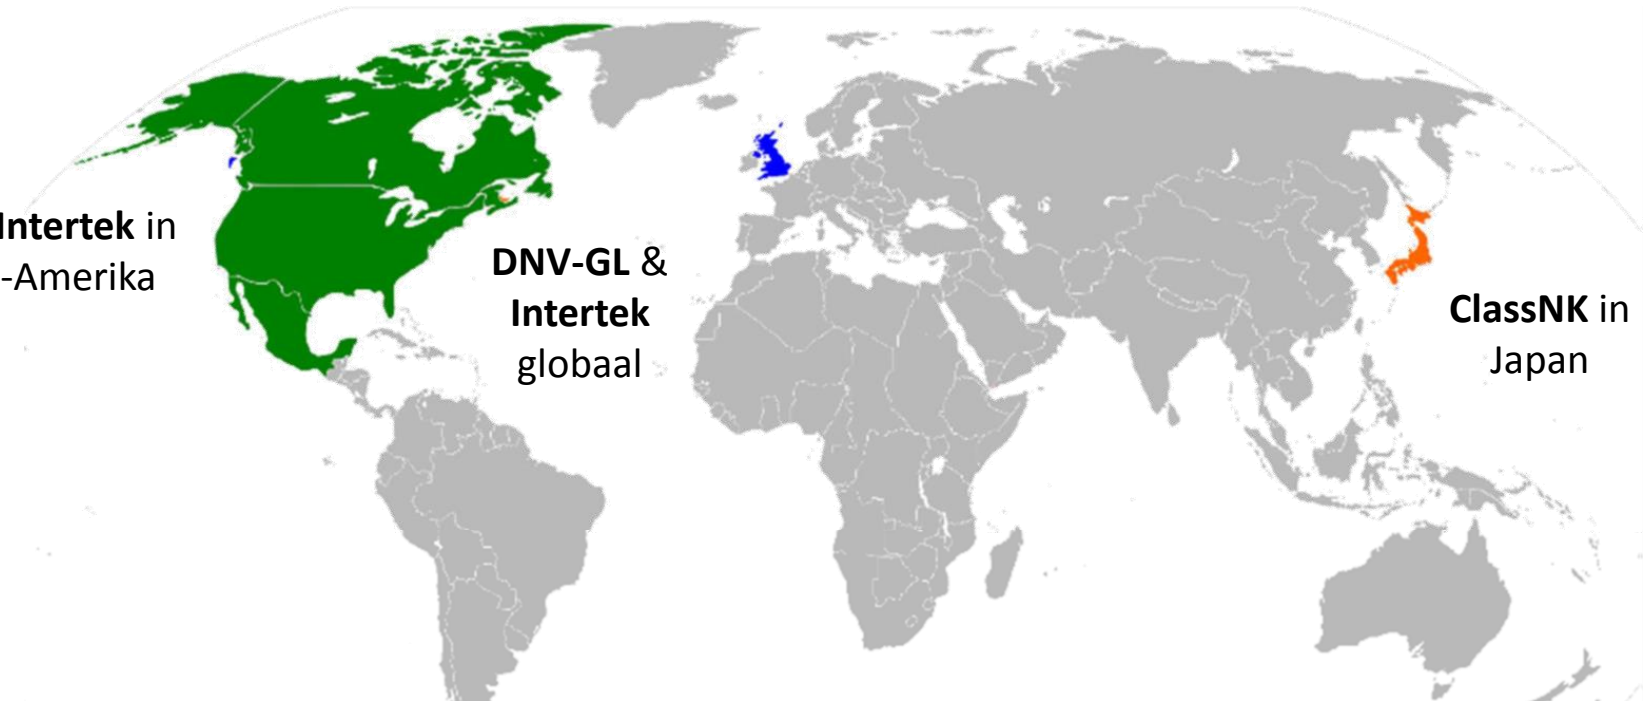 Intertek in
-Amerika
DNV-GL &
Intertek
globaal
ClassNK in
Japan